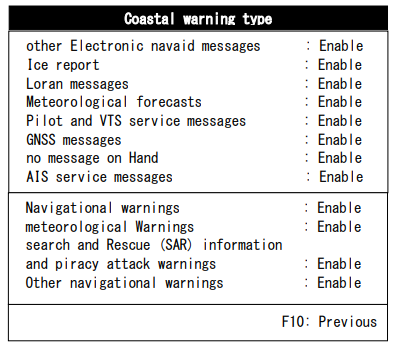 Coastal warning type
other Electronic navaid messages : Enable
Ice report : Enable
Loran messages : Enable
Meteorological forecasts : Enable
Pilot and VTS service messages : Enable
GNSS messages : Enable
no message on Hand : Enable
AIS service messages : Enable
Navigational warnings : Enable
meteorological Warnings : Enable
search and Rescue (SAR) information
and piracy attack warnings : Enable
Other navigational warnings : Enable
F10: Previous